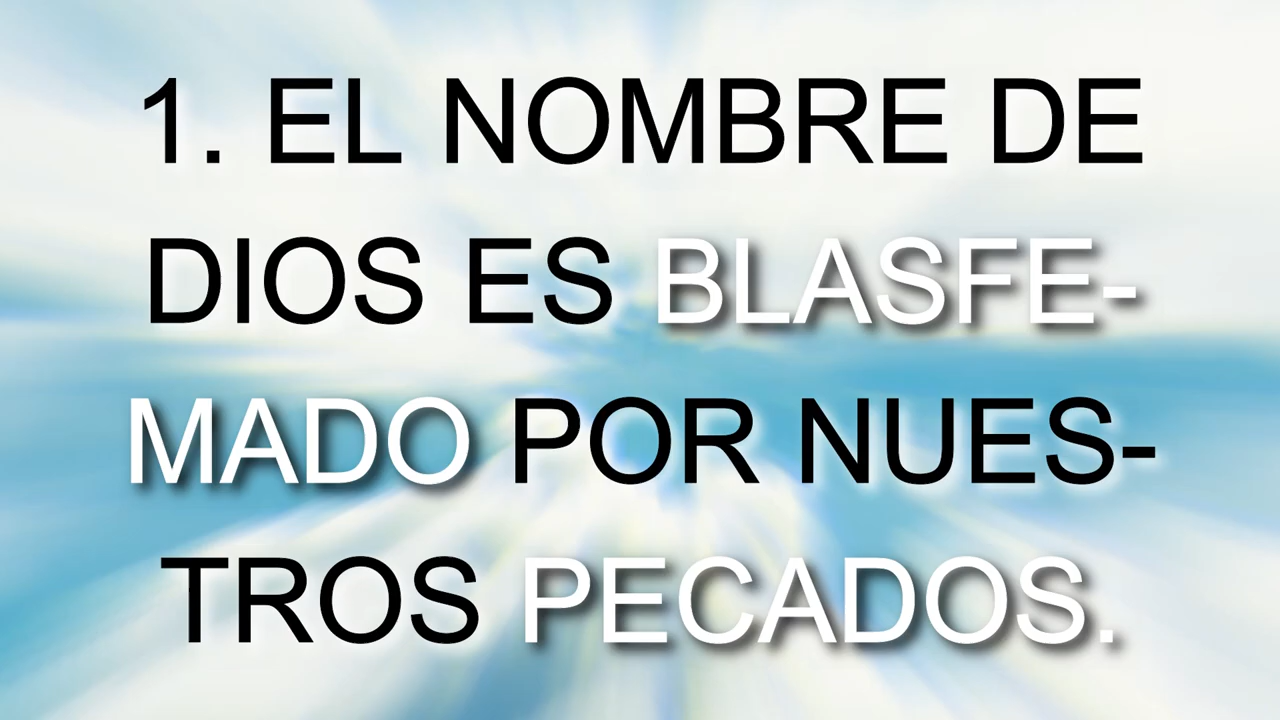 1. EL NOMBRE DE
DIOS ES BLASFE-
MADO POR NUES-
TROS PECADOS.